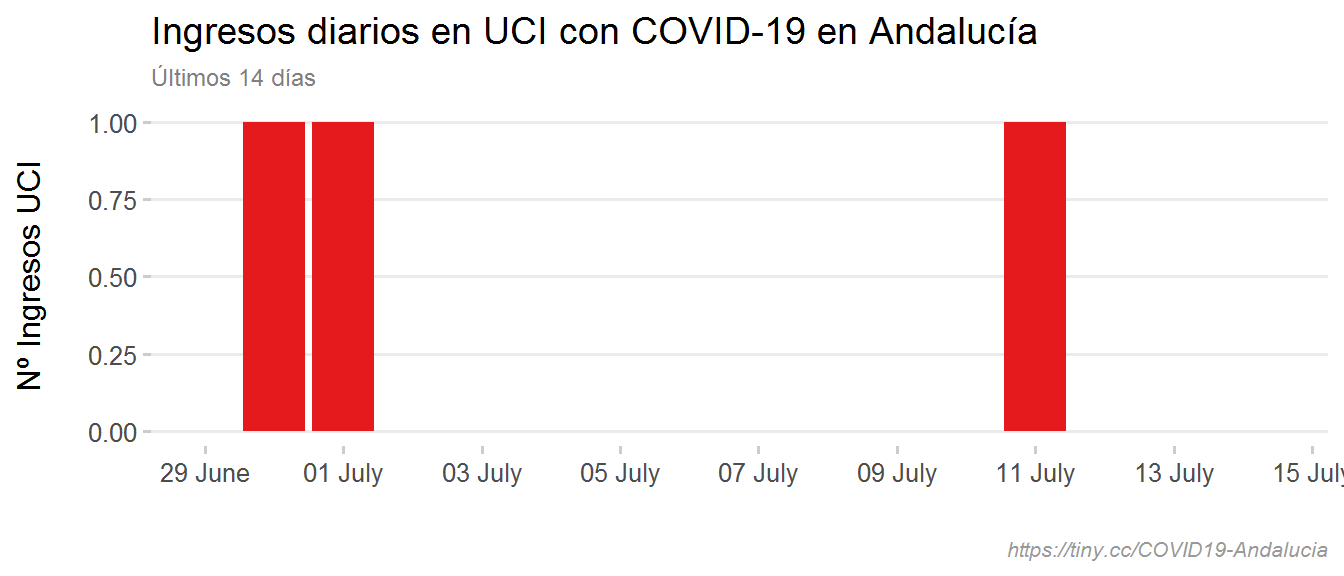 Ingresos diarios en UCI con COVID-19 en Andalucía
Últimos 14 días
Nº Ingresos UCI
1.00
0.75
0.50
0.25
0.00
29 June 01 July 03 July 05 July 07 July 09 July 11 July 13 July 15 July
https://tiny.cc/COVID19-Andalucia